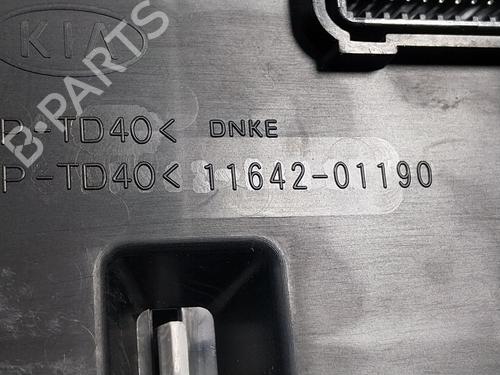 KIA
P-TD40< DNKE
P-TD40< 11642-01190
B-PARTS